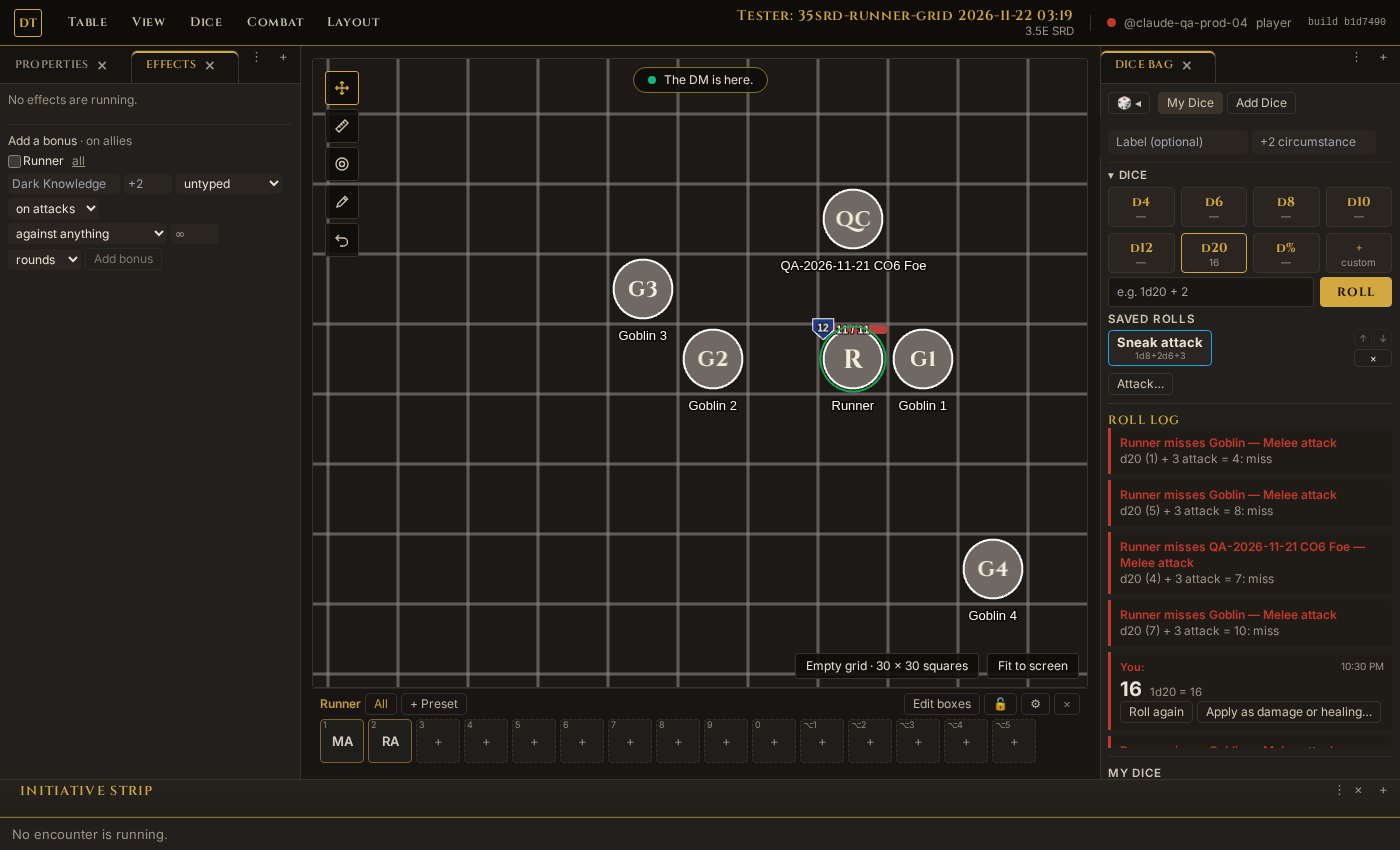 DT
TABLE
VIEW
DICE
COMBAT
LAYOUT
TESTER: 35SRD-RUNNER-GRID 2026-11-22 03:19
3.5E SRD
@claude-qa-prod-04 player
build b1d7490
PROPERTIES ×
EFFECTS ×
No effects are running.
Add a bonus · on allies
Runner all
Dark Knowledge +2 untyped
on attacks
against anything ∞
rounds Add bonus
The DM is here.
QC
QA-2026-11-21 CO6 Foe
G3
Goblin 3
G2
Goblin 2
12
11 / 11
R
Runner
G1
Goblin 1
G4
Goblin 4
Empty grid · 30 × 30 squares
Fit to screen
Runner All + Preset
Edit boxes
1 MA
2 RA
3 +
4 +
5 +
6 +
7 +
8 +
9 +
0 +
⌥1 +
⌥2 +
⌥3 +
⌥4 +
⌥5 +
DICE BAG ×
My Dice
Add Dice
Label (optional)
+2 circumstance
▾ DICE
D4 —
D6 —
D8 —
D10 —
D12 —
D20 16
D% —
+ custom
e.g. 1d20 + 2
ROLL
SAVED ROLLS
Sneak attack
1d8+2d6+3
Attack...
ROLL LOG
Runner misses Goblin — Melee attack
d20 (1) + 3 attack = 4: miss
Runner misses Goblin — Melee attack
d20 (5) + 3 attack = 8: miss
Runner misses QA-2026-11-21 CO6 Foe —
Melee attack
d20 (4) + 3 attack = 7: miss
Runner misses Goblin — Melee attack
d20 (7) + 3 attack = 10: miss
You: 10:30 PM
16 1d20 = 16
Roll again
Apply as damage or healing...
MY DICE
INITIATIVE STRIP
No encounter is running.